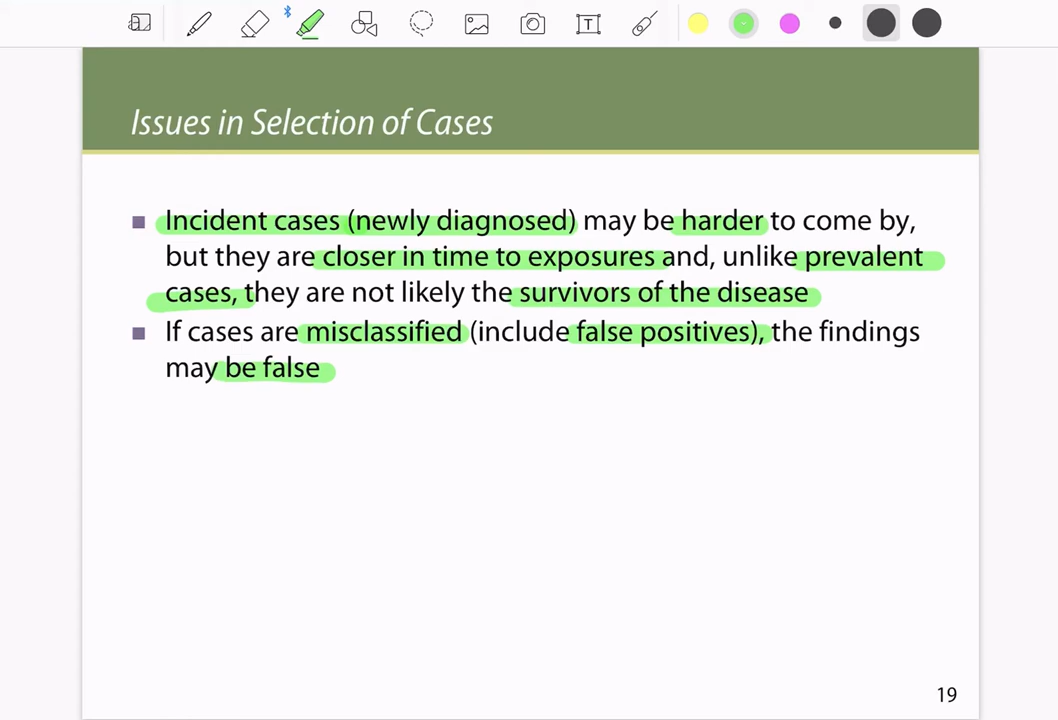 Issues in Selection of Cases
Incident cases (newly diagnosed) may be harder to come by,
but they are closer in time to exposures and, unlike prevalent
cases, they are not likely the survivors of the disease
If cases are misclassified (include false positives), the findings
may be false
19